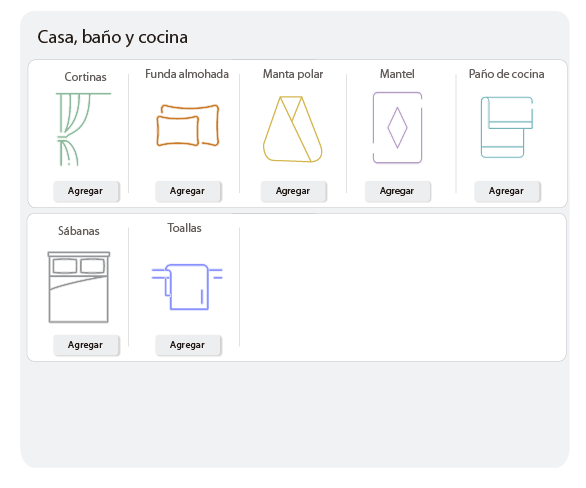 Casa, baño y cocina
Cortinas
Funda almohada
Manta polar
Mantel
Paño de cocina
Agregar
Agregar
Agregar
Agregar
Agregar
Sábanas
Toallas
Agregar
Agregar